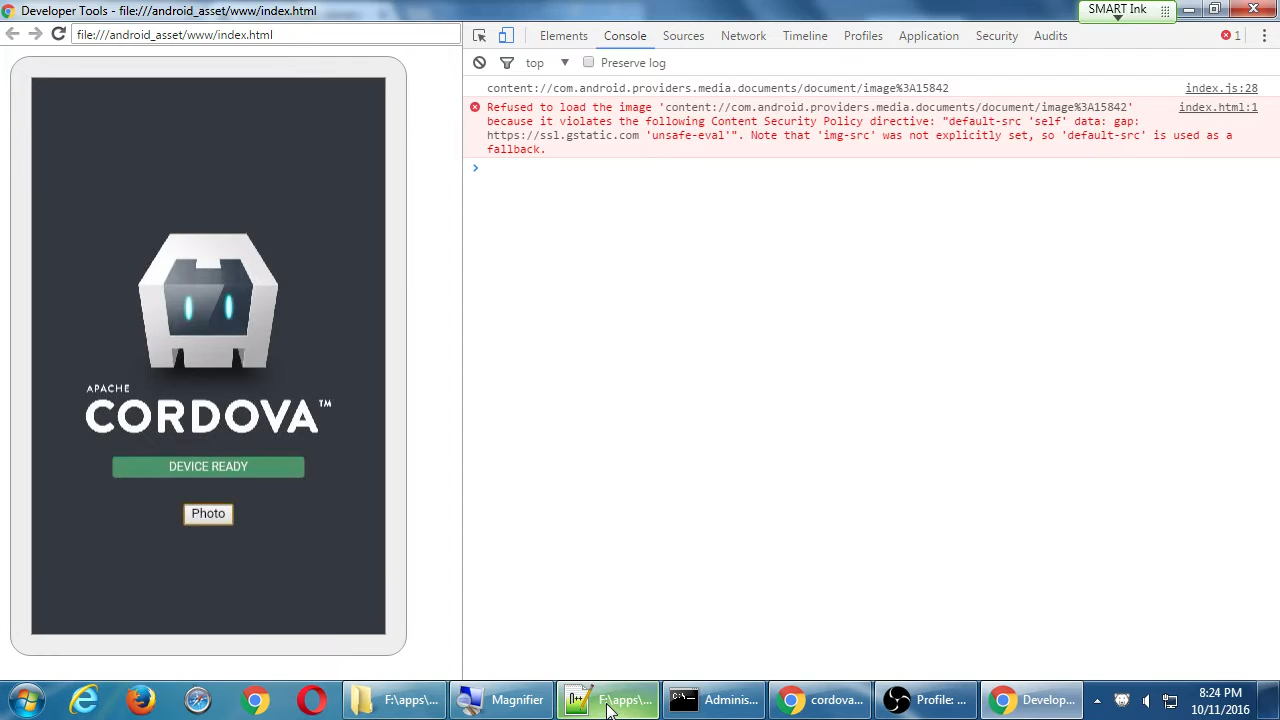 Developer Tools - file:///android_asset/www/index.html
SMART Ink
file:///android_asset/www/index.html
Elements Console Sources Network Timeline Profiles Application Security Audits 1
top Preserve log
content://com.android.providers.media.documents/document/image%3A15842 index.js:28
Refused to load the image 'content://com.android.providers.media.documents/document/image%3A15842' index.html:1
because it violates the following Content Security Policy directive: "default-src 'self' data: gap:
https://ssl.gstatic.com 'unsafe-eval'". Note that 'img-src' was not explicitly set, so 'default-src' is used as a
fallback.
APACHE
CORDOVA™
DEVICE READY
Photo
F:\apps\... Magnifier F:\apps\... Adminis... cordova... Profile: ... Develop... 8:24 PM
10/11/2016